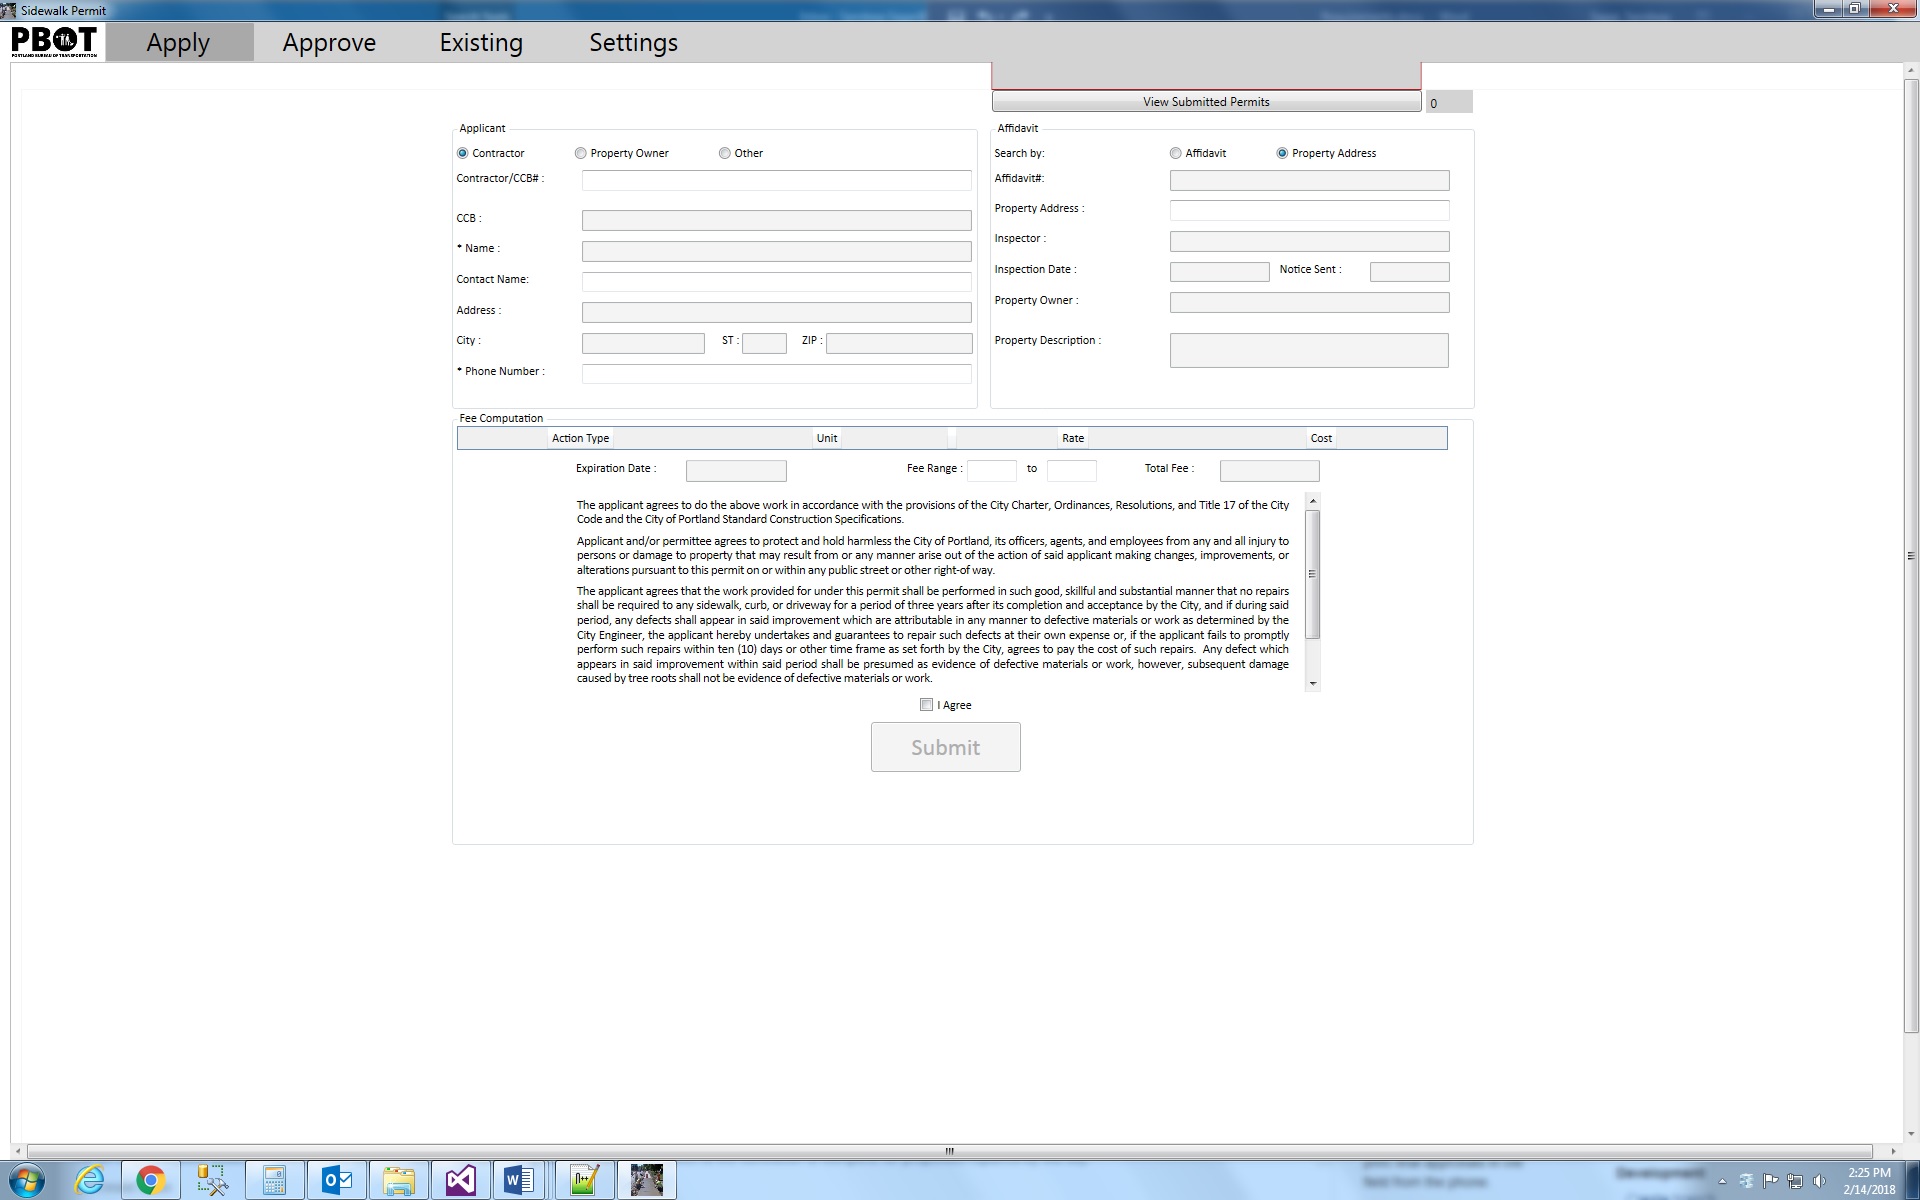 Sidewalk Permit
PBOT
PORTLAND BUREAU OF TRANSPORTATION
Apply Approve Existing Settings
View Submitted Permits 0
Applicant
Contractor Property Owner Other
Contractor/CCB# :
CCB :
* Name :
Contact Name:
Address :
City : ST : ZIP :
* Phone Number :
Affidavit
Search by: Affidavit Property Address
Affidavit#:
Property Address :
Inspector :
Inspection Date : Notice Sent :
Property Owner :
Property Description :
Fee Computation
Action Type Unit Rate Cost
Expiration Date : Fee Range : to Total Fee :
The applicant agrees to do the above work in accordance with the provisions of the City Charter, Ordinances, Resolutions, and Title 17 of the City
Code and the City of Portland Standard Construction Specifications.
Applicant and/or permittee agrees to protect and hold harmless the City of Portland, its officers, agents, and employees from any and all injury to
persons or damage to property that may result from or any manner arise out of the action of said applicant making changes, improvements, or
alterations pursuant to this permit on or within any public street or other right-of way.
The applicant agrees that the work provided for under this permit shall be performed in such good, skillful and substantial manner that no repairs
shall be required to any sidewalk, curb, or driveway for a period of three years after its completion and acceptance by the City, and if during said
period, any defects shall appear in said improvement which are attributable in any manner to defective materials or work as determined by the
City Engineer, the applicant hereby undertakes and guarantees to repair such defects at their own expense or, if the applicant fails to promptly
perform such repairs within ten (10) days or other time frame as set forth by the City, agrees to pay the cost of such repairs. Any defect which
appears in said improvement within said period shall be presumed as evidence of defective materials or work, however, subsequent damage
caused by tree roots shall not be evidence of defective materials or work.
I Agree
Submit
2:25 PM
2/14/2018